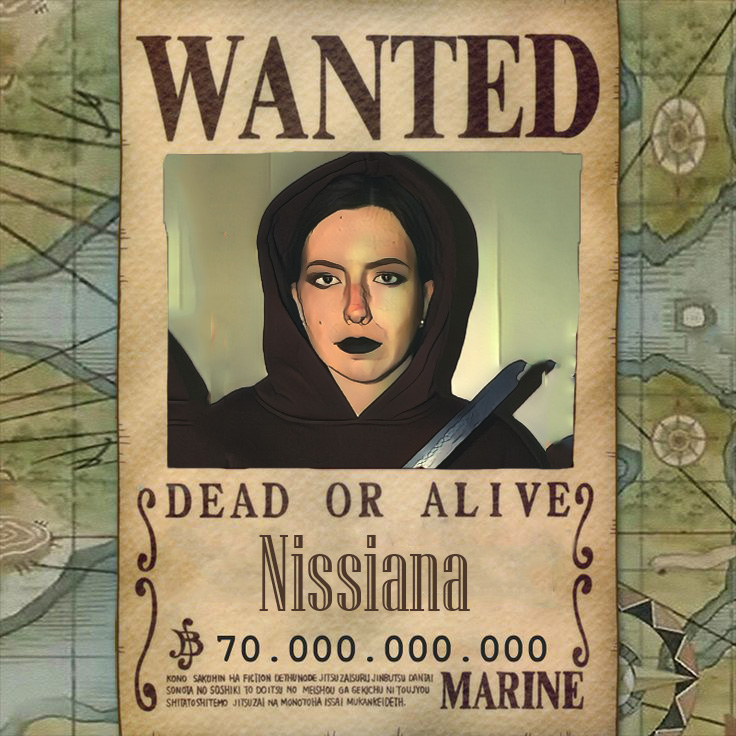 WANTED
DEAD OR ALIVE
Nissiana
70.000.000.000
KONO SAKUHIN HA FICTION DETHUNODE JITSUZAISURU JINBUTSU DANTAI
SONOTA NO SOSHIKI TO DOITSU NO MEISHOU GA GEKICHU NI TOUJYOU
SHITATOSHITEMO JITSUZAI NA MONOTOHA ISSAI MUKANKEIDETH.
MARINE